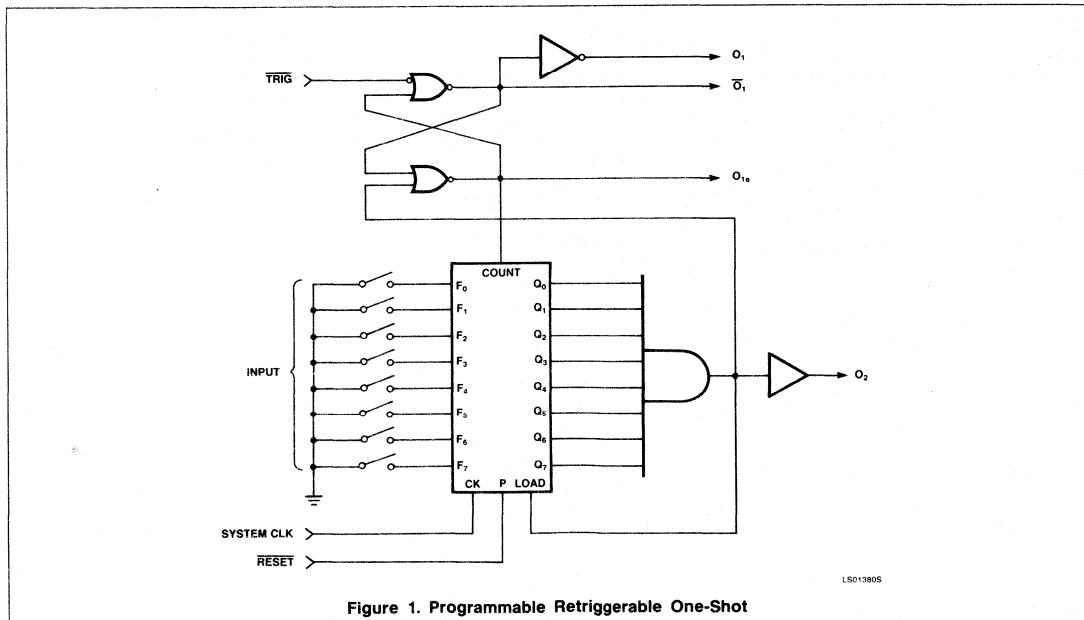 TRIG
O1
O1
O1a
COUNT
INPUT
F0
F1
F2
F3
F4
F5
F6
F7
Q0
Q1
Q2
Q3
Q4
Q5
Q6
Q7
O2
CK P LOAD
SYSTEM CLK
RESET
LS01380S
Figure 1. Programmable Retriggerable One-Shot